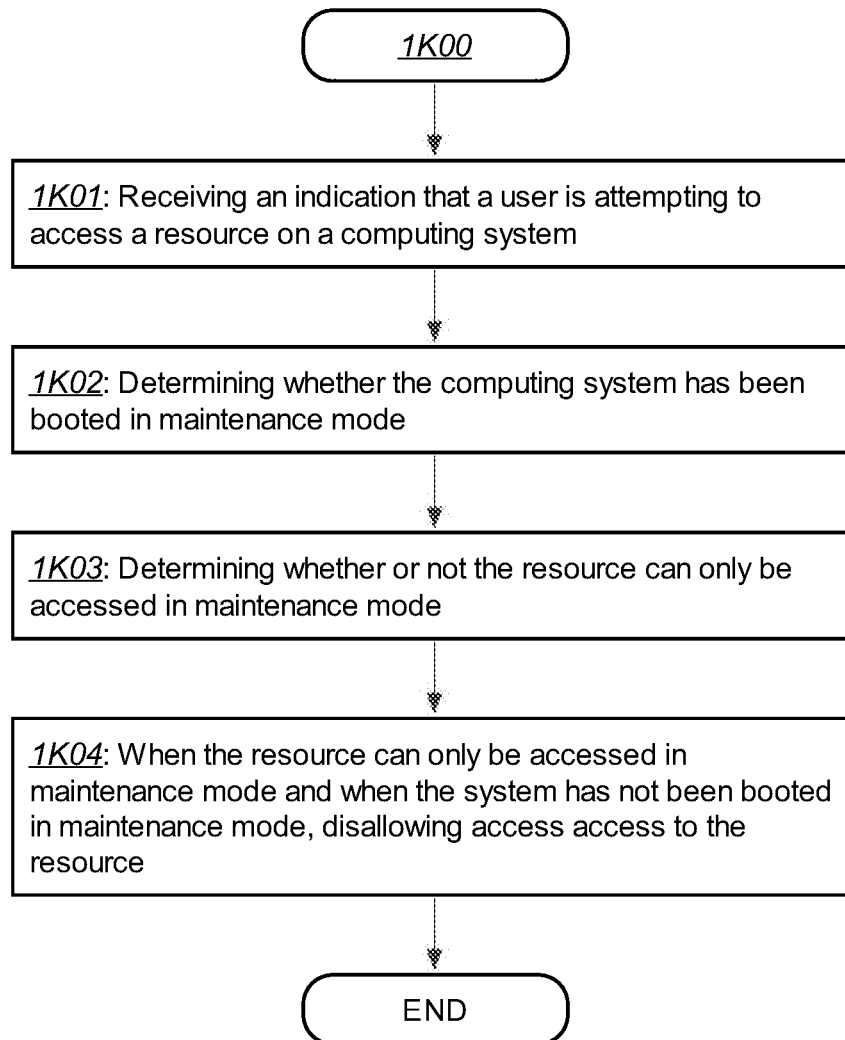 1K00
1K01: Receiving an indication that a user is attempting to
access a resource on a computing system
1K02: Determining whether the computing system has been
booted in maintenance mode
1K03: Determining whether or not the resource can only be
accessed in maintenance mode
1K04: When the resource can only be accessed in
maintenance mode and when the system has not been booted
in maintenance mode, disallowing access access to the
resource
END